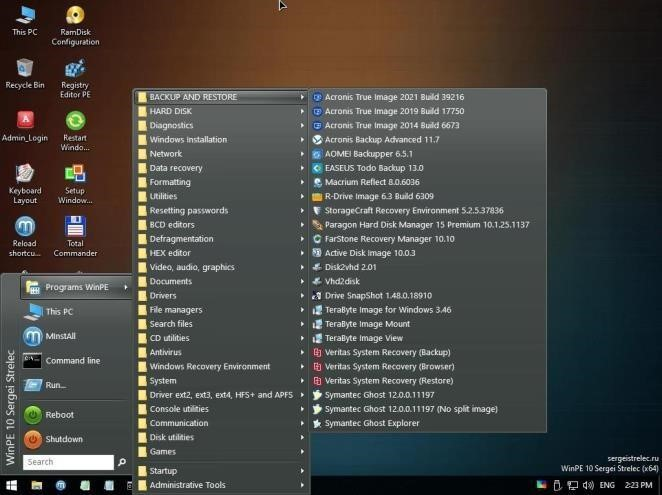 This PC
RamDisk
Configuration
Recycle Bin
Registry
Editor PE
Admin_Login
Restart
Windo...
Keyboard
Layout
Setup
Window...
Reload
shortcu...
Total
Commander
Programs WinPE
This PC
MInstAll
Command line
Run...
Reboot
Shutdown
Search
WinPE 10 Sergei Strelec
BACKUP AND RESTORE
HARD DISK
Diagnostics
Windows Installation
Network
Data recovery
Formatting
Utilities
Resetting passwords
BCD editors
Defragmentation
HEX editor
Video, audio, graphics
Documents
Drivers
File managers
Search files
CD utilities
Antivirus
Windows Recovery Environment
System
Driver ext2, ext3, ext4, HFS+ and APFS
Console utilities
Communication
Disk utilities
Games
Startup
Administrative Tools
Acronis True Image 2021 Build 39216
Acronis True Image 2019 Build 17750
Acronis True Image 2014 Build 6673
Acronis Backup Advanced 11.7
AOMEI Backupper 6.5.1
EASEUS Todo Backup 13.0
Macrium Reflect 8.0.6036
R-Drive Image 6.3 Build 6309
StorageCraft Recovery Environment 5.2.5.37836
Paragon Hard Disk Manager 15 Premium 10.1.25.1137
FarStone Recovery Manager 10.10
Active Disk Image 10.0.3
Disk2vhd 2.01
Vhd2disk
Drive SnapShot 1.48.0.18910
TeraByte Image for Windows 3.46
TeraByte Image Mount
TeraByte Image View
Veritas System Recovery (Backup)
Veritas System Recovery (Browser)
Veritas System Recovery (Restore)
Symantec Ghost 12.0.0.11197
Symantec Ghost 12.0.0.11197 (No split image)
Symantec Ghost Explorer
sergeistrelec.ru
WinPE 10 Sergei Strelec (x64)
ENG
2:23 PM